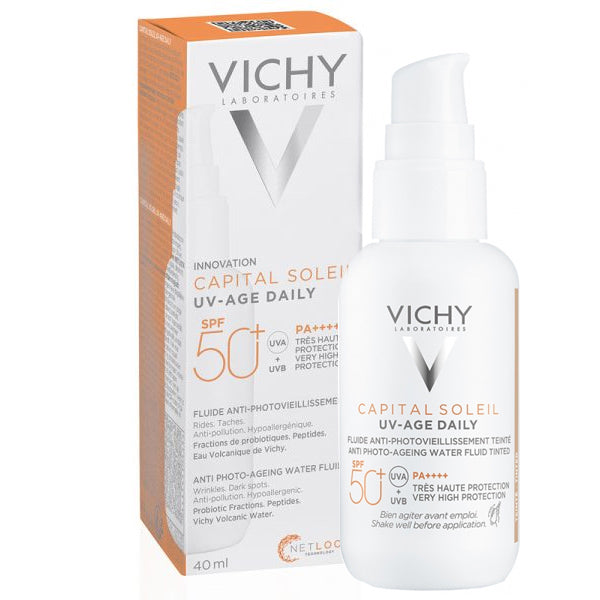 VICHY
LABORATOIRES
INNOVATION
CAPITAL SOLEIL
UV-AGE DAILY
SPF
50+
UVA
+
UVB
PA++++
TRÈS HAUTE
PROTECTION
VERY HIGH
PROTECTION
FLUIDE ANTI-PHOTOVIEILLISSEMENT
Rides. Taches.
Anti-pollution. Hypoallergénique.
Fractions de probiotiques. Peptides.
Eau Volcanique de Vichy.
ANTI PHOTO-AGEING WATER FLUID
Wrinkles. Dark spots.
Anti-pollution. Hypoallergenic.
Probiotic Fractions. Peptides.
Vichy Volcanic Water.
NETLOC
TECHNOLOGY
40 ml
VICHY
LABORATOIRES
CAPITAL SOLEIL
UV-AGE DAILY
FLUIDE ANTI-PHOTOVIEILLISSEMENT TEINTÉ
ANTI PHOTO-AGEING WATER FLUID TINTED
SPF
50+
UVA
+
UVB
PA++++
TRÈS HAUTE PROTECTION
VERY HIGH PROTECTION
Bien agiter avant emploi.
Shake well before application.